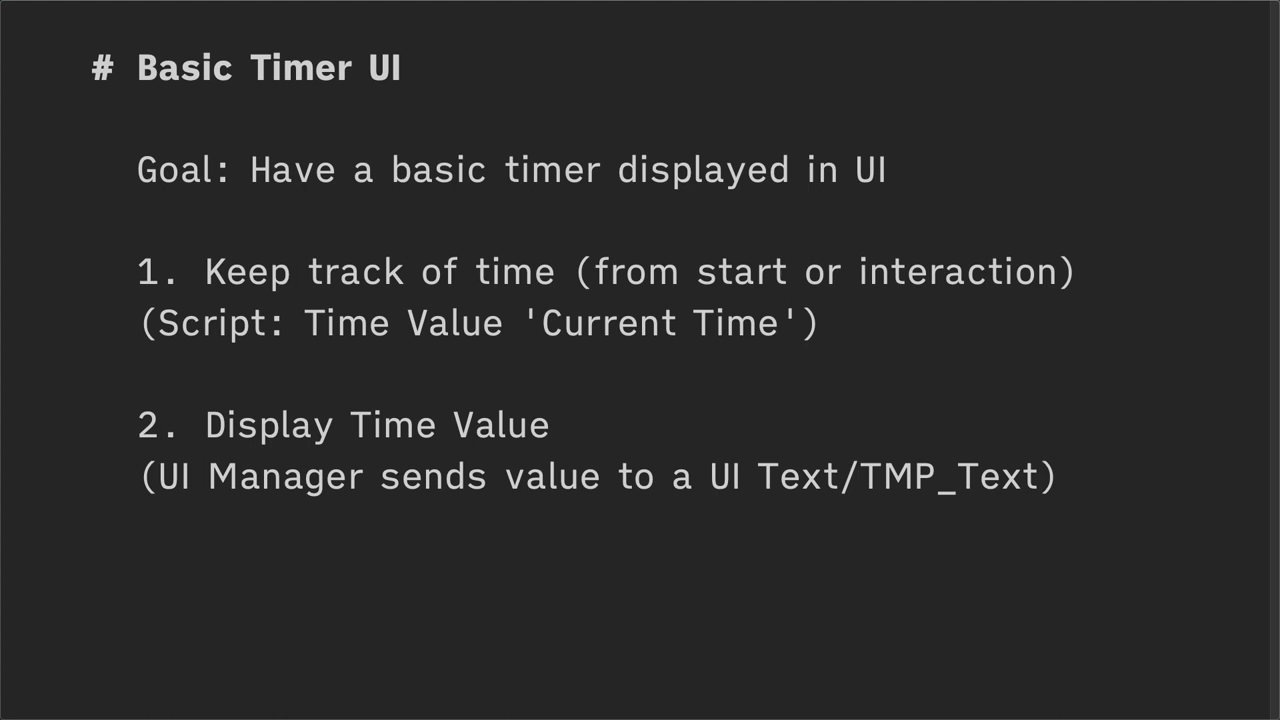 # Basic Timer UI
Goal: Have a basic timer displayed in UI
1. Keep track of time (from start or interaction)
(Script: Time Value 'Current Time')
2. Display Time Value
(UI Manager sends value to a UI Text/TMP_Text)